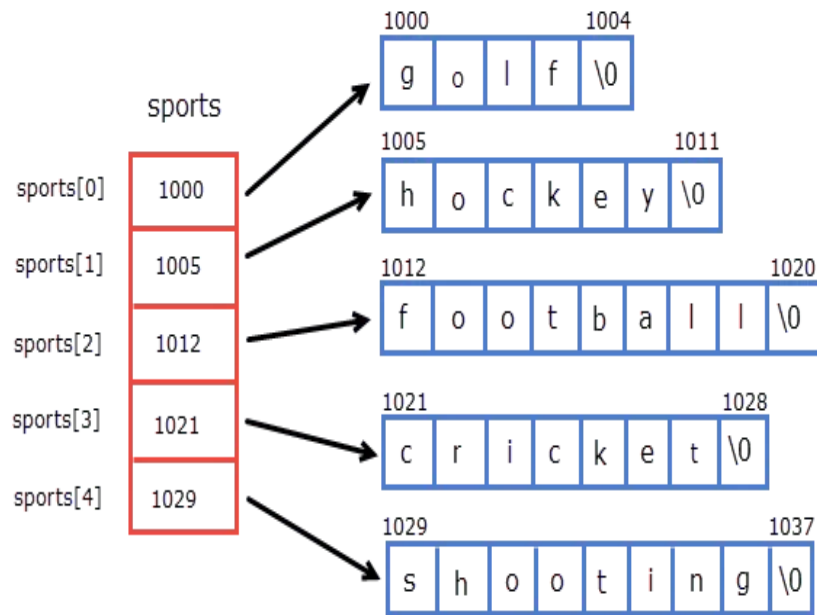 sports
sports[0] 1000
sports[1] 1005
sports[2] 1012
sports[3] 1021
sports[4] 1029
1000 1004
g o l f \0
1005 1011
h o c k e y \0
1012 1020
f o o t b a l l \0
1021 1028
c r i c k e t \0
1029 1037
s h o o t i n g \0